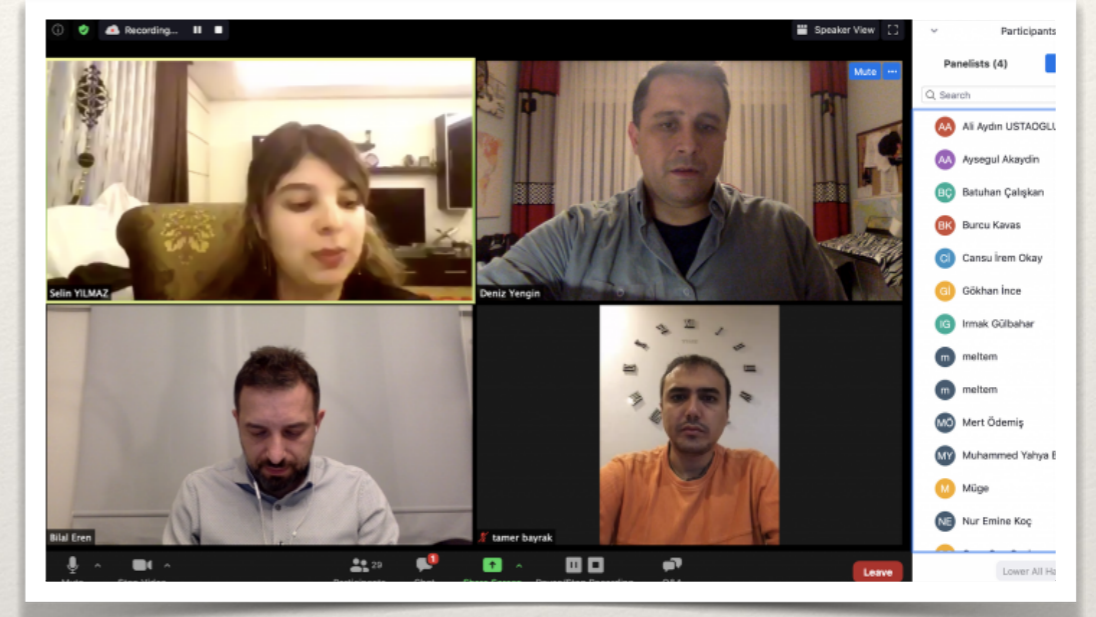 Recording...
Speaker View
Participants
Panelists (4)
Mute
Search
Ali Aydın USTAOGLU
Aysegul Akaydin
Batuhan Çalışkan
Burcu Kavas
Cansu İrem Okay
Gökhan İnce
Irmak Gülbahar
meltem
meltem
Mert Ödemiş
Muhammed Yahya B
Müge
Nur Emine Koç
AA
AA
BÇ
BK
Cİ
Gİ
IG
m
m
MÖ
MY
M
NE
Selin YILMAZ
Deniz Yengin
Bilal Eren
tamer bayrak
29
1
Leave
Lower All Ha